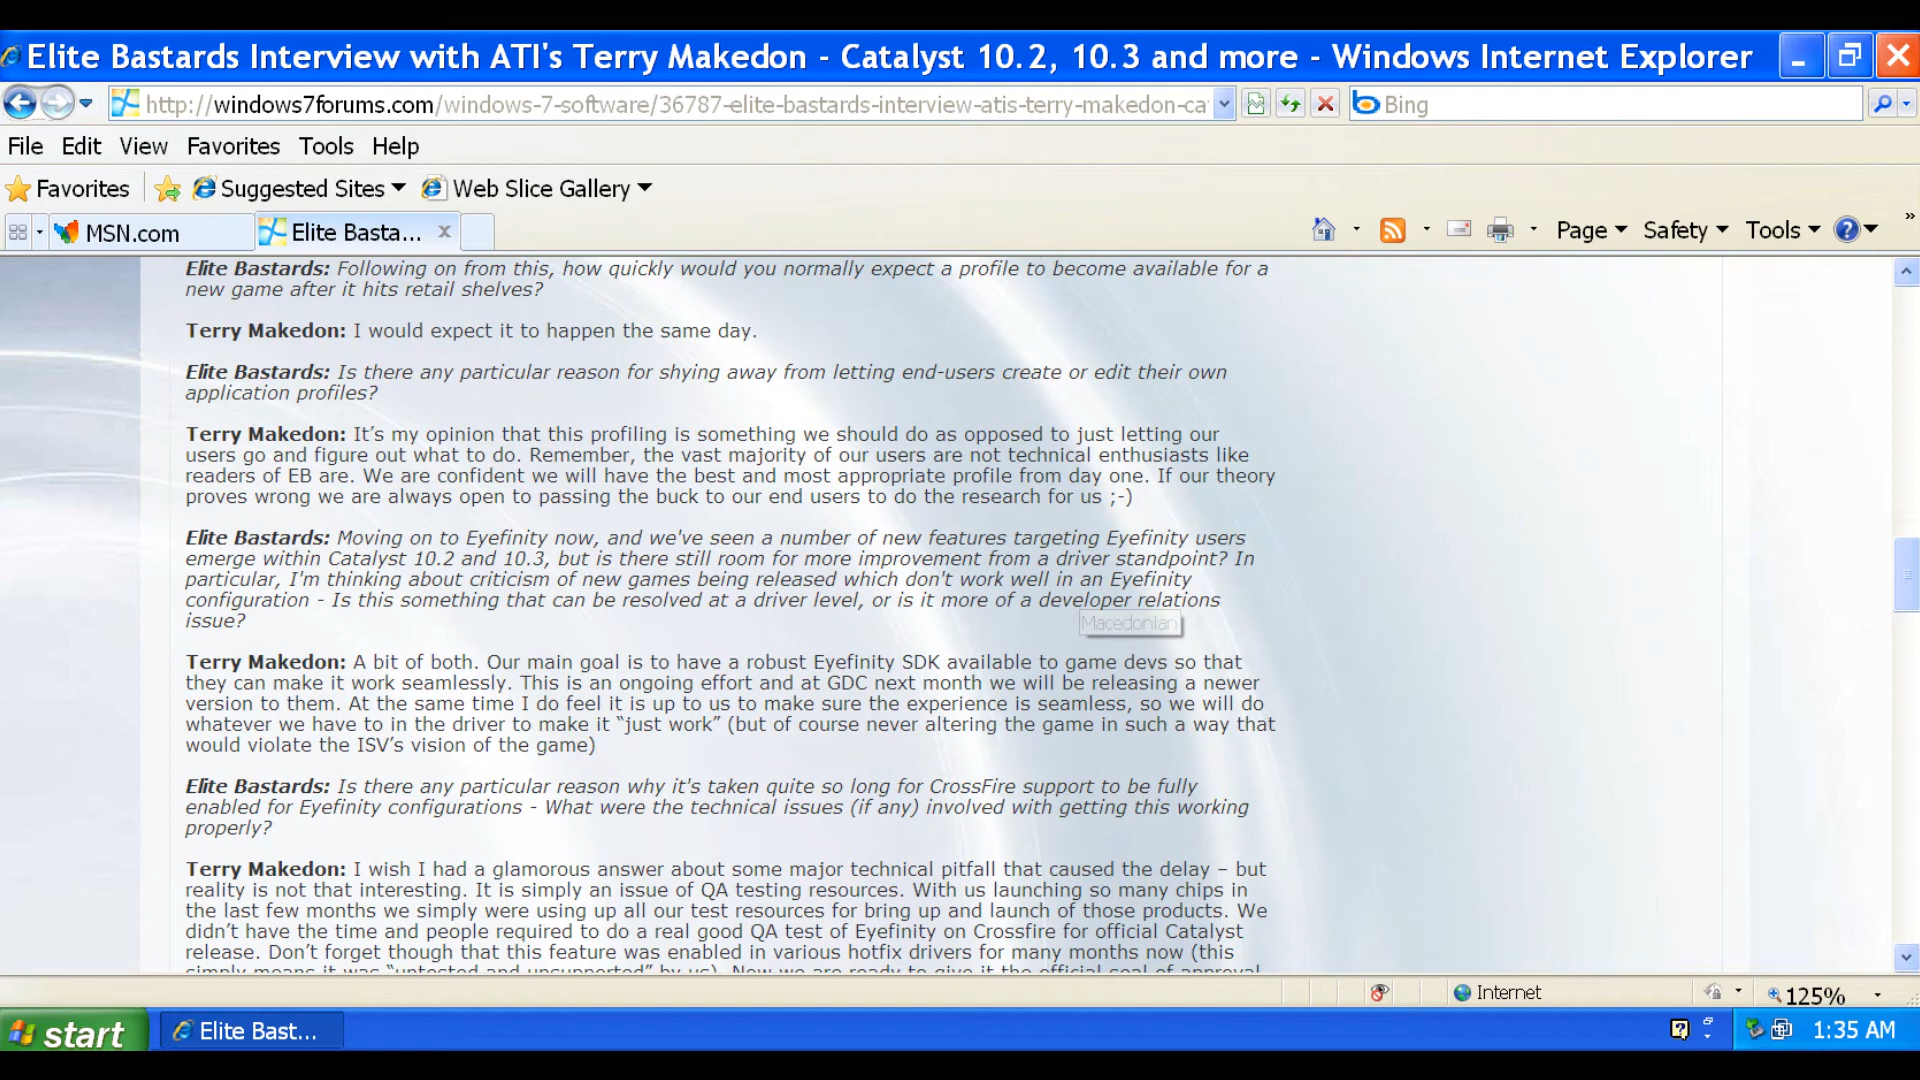 Elite Bastards Interview with ATI's Terry Makedon - Catalyst 10.2, 10.3 and more - Windows Internet Explorer
http://windows7forums.com/windows-7-software/36787-elite-bastards-interview-atis-terry-makedon-ca
Bing
File Edit View Favorites Tools Help
Favorites Suggested Sites Web Slice Gallery
MSN.com Elite Basta... Page Safety Tools
Elite Bastards: Following on from this, how quickly would you normally expect a profile to become available for a
new game after it hits retail shelves?
Terry Makedon: I would expect it to happen the same day.
Elite Bastards: Is there any particular reason for shying away from letting end-users create or edit their own
application profiles?
Terry Makedon: It’s my opinion that this profiling is something we should do as opposed to just letting our
users go and figure out what to do. Remember, the vast majority of our users are not technical enthusiasts like
readers of EB are. We are confident we will have the best and most appropriate profile from day one. If our theory
proves wrong we are always open to passing the buck to our end users to do the research for us ;-)
Elite Bastards: Moving on to Eyefinity now, and we've seen a number of new features targeting Eyefinity users
emerge within Catalyst 10.2 and 10.3, but is there still room for more improvement from a driver standpoint? In
particular, I'm thinking about criticism of new games being released which don't work well in an Eyefinity
configuration - Is this something that can be resolved at a driver level, or is it more of a developer relations
issue?
Macedonian
Terry Makedon: A bit of both. Our main goal is to have a robust Eyefinity SDK available to game devs so that
they can make it work seamlessly. This is an ongoing effort and at GDC next month we will be releasing a newer
version to them. At the same time I do feel it is up to us to make sure the experience is seamless, so we will do
whatever we have to in the driver to make it “just work” (but of course never altering the game in such a way that
would violate the ISV’s vision of the game)
Elite Bastards: Is there any particular reason why it's taken quite so long for CrossFire support to be fully
enabled for Eyefinity configurations - What were the technical issues (if any) involved with getting this working
properly?
Terry Makedon: I wish I had a glamorous answer about some major technical pitfall that caused the delay – but
reality is not that interesting. It is simply an issue of QA testing resources. With us launching so many chips in
the last few months we simply were using up all our test resources for bring up and launch of those products. We
didn’t have the time and people required to do a real good QA test of Eyefinity on Crossfire for official Catalyst
release. Don’t forget though that this feature was enabled in various hotfix drivers for many months now (this
simply means it was “untested and unsupported” by us). Now we are ready to give it the official seal of approval
Internet 125%
start Elite Bast... 1:35 AM